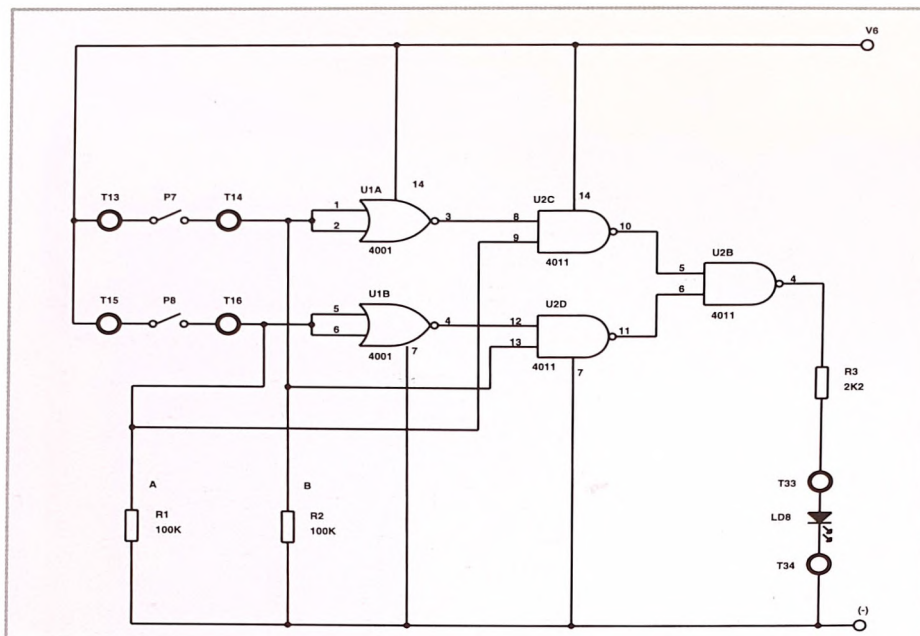 V6
T13 P7 T14
U1A
14
1
2
3
4001
U2C
14
8
9
10
4011
U2B
5
6
4
4011
T15 P8 T16
U1B
5
6
4
4001
7
U2D
12
13
11
4011
7
R3
2K2
A
B
R1
100K
R2
100K
T33
LD8
T34
(-)